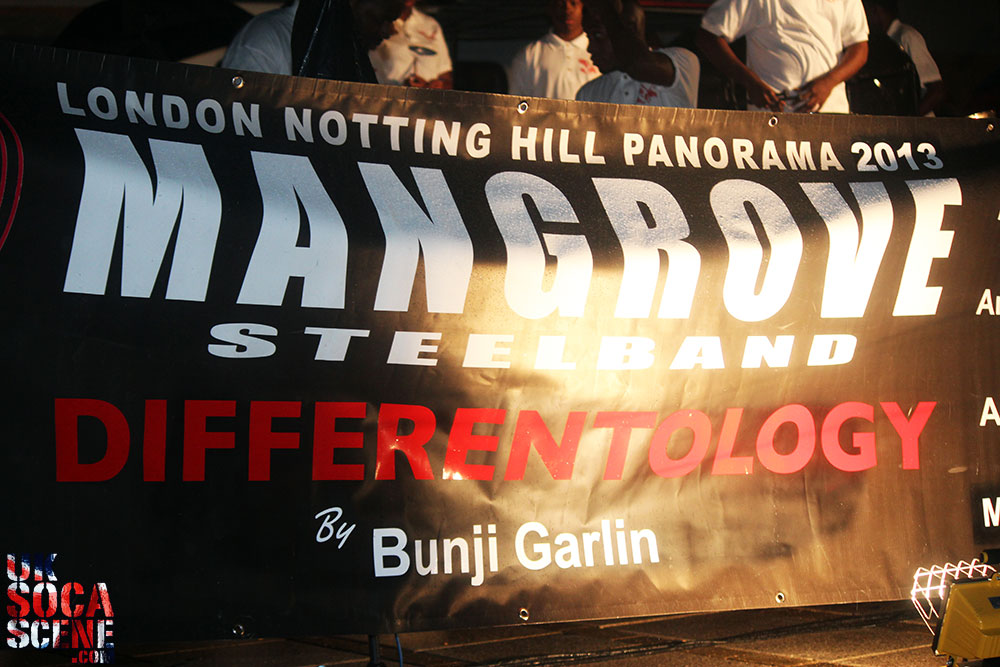 LONDON NOTTING HILL PANORAMA 2013
MANGROVE
STEELBAND
DIFFERENTOLOGY
By Bunji Garlin
UK
SOCA
SCENE
.com